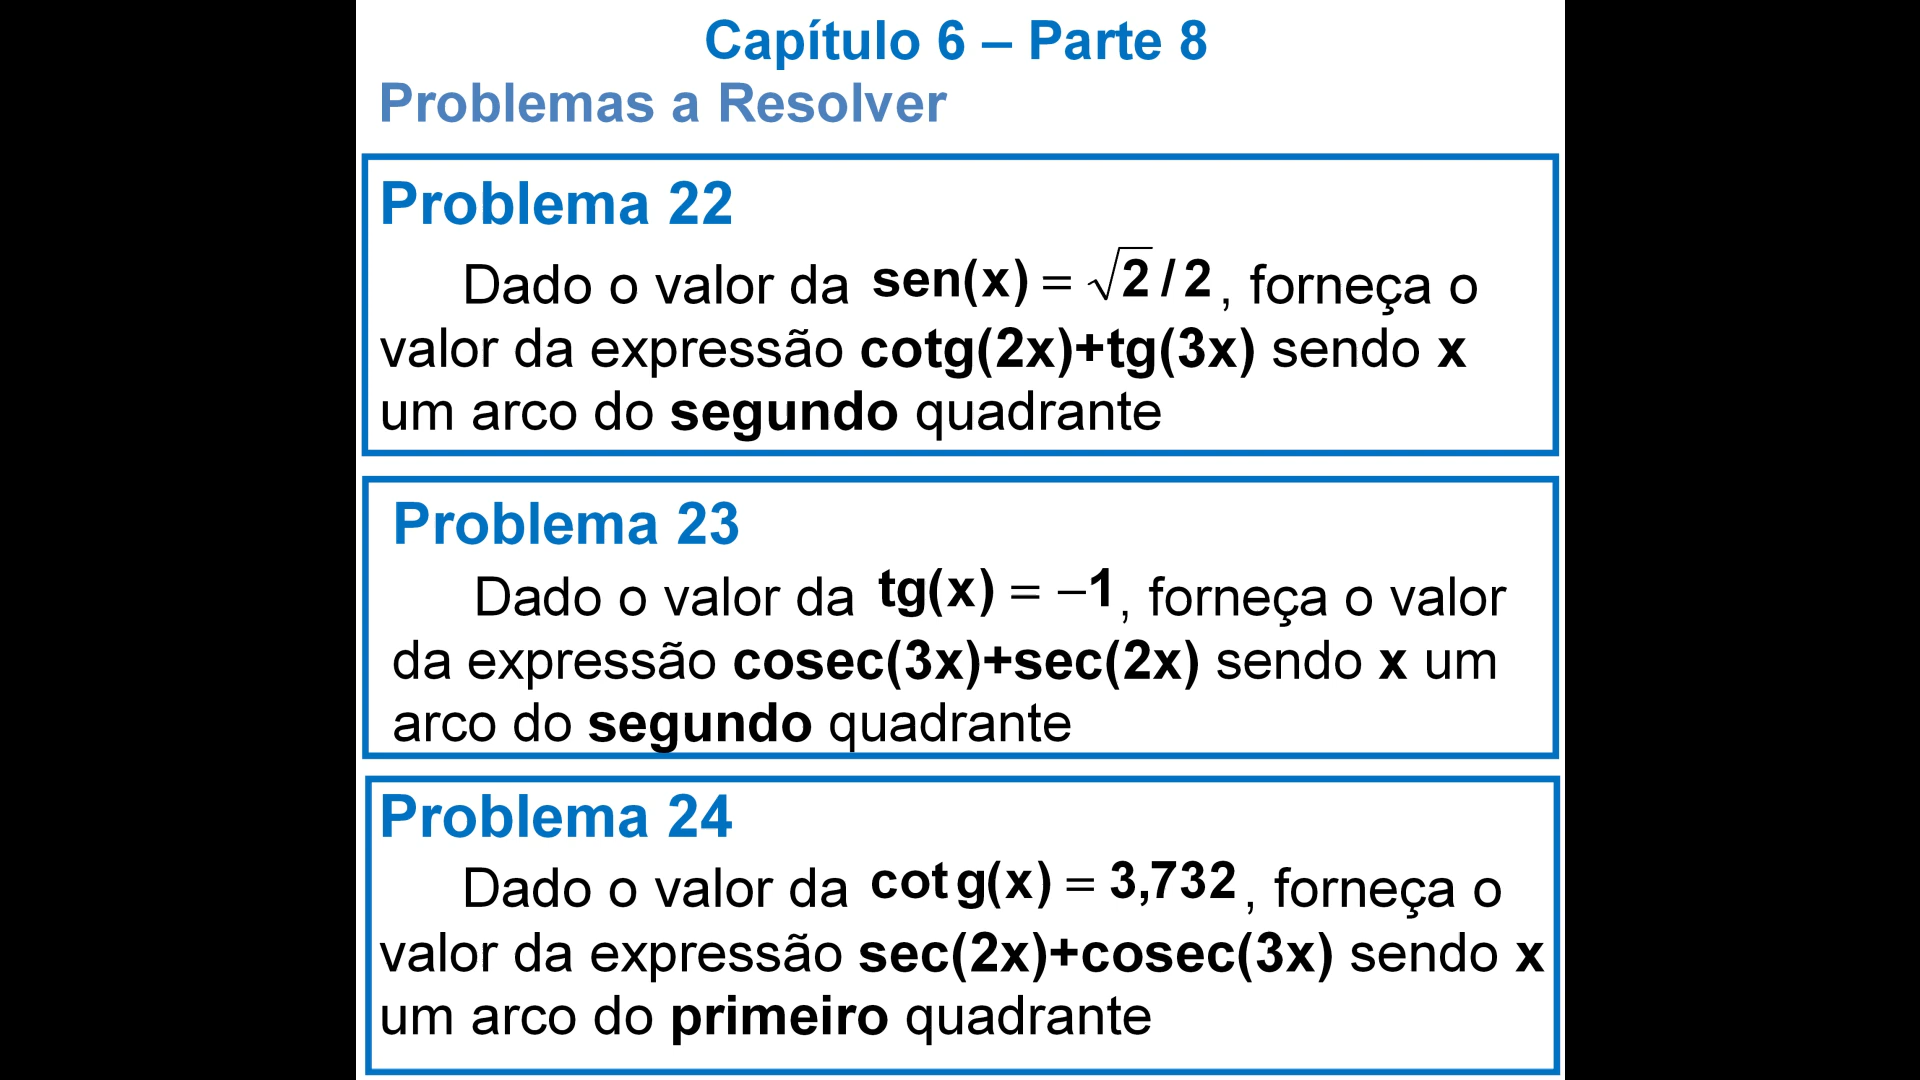 Capítulo 6 – Parte 8
Problemas a Resolver
Problema 22
Dado o valor da sen(x) = √2 / 2, forneça o
valor da expressão cotg(2x)+tg(3x) sendo x
um arco do segundo quadrante
Problema 23
Dado o valor da tg(x) = –1, forneça o valor
da expressão cosec(3x)+sec(2x) sendo x um
arco do segundo quadrante
Problema 24
Dado o valor da cotg(x) = 3,732, forneça o
valor da expressão sec(2x)+cosec(3x) sendo x
um arco do primeiro quadrante